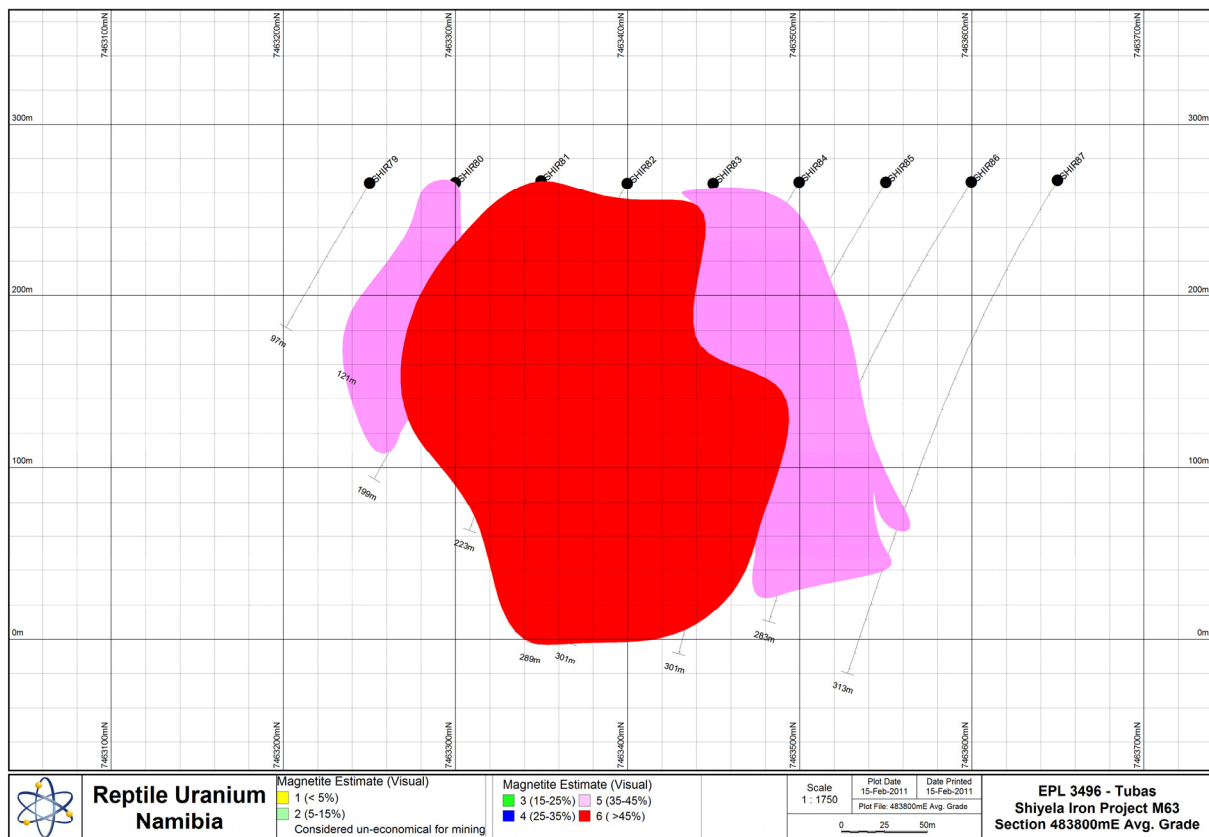 7463100mN 7463200mN 7463300mN 7463400mN 7463500mN 7463600mN 7463700mN
300m 300m
SHIR79 SHIR80 SHIR81 SHIR82 SHIR83 SHIR84 SHIR85 SHIR86 SHIR87
200m 200m
97m
121m
100m 100m
199m
223m
0m 0m
283m
289m 301m 301m
313m
7463100mN 7463200mN 7463300mN 7463400mN 7463500mN 7463600mN 7463700mN
Reptile Uranium
Namibia
Magnetite Estimate (Visual)
1 (< 5%)
2 (5-15%)
Considered un-economical for mining
Magnetite Estimate (Visual)
3 (15-25%) 5 (35-45%)
4 (25-35%) 6 (>45%)
Scale
1 : 1750
Plot Date
15-Feb-2011
Date Printed
15-Feb-2011
Plot File: 483800mE Avg. Grade
0 25 50m
EPL 3496 - Tubas
Shiyela Iron Project M63
Section 483800mE Avg. Grade